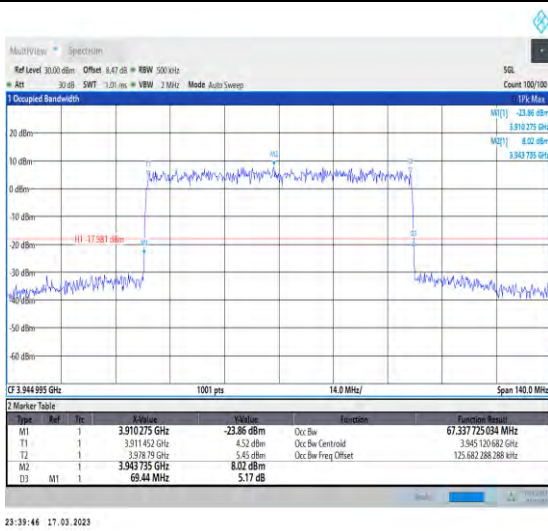 MultiView Spectrum
Ref Level 30.00 dBm Offset 8.47 dB RBW 500 kHz SGL
Att 30 dB SWT 1.01 ms VBW 2 MHz Mode Auto Sweep Count 100/100
1 Occupied Bandwidth 1Pk Max
M1[1] -23.86 dBm
3.910 275 GHz
M2[1] 8.02 dBm
3.943 735 GHz
20 dBm
10 dBm
T1
M2
0 dBm
-10 dBm
H1 -17.981 dBm
-20 dBm
M1
D3
-30 dBm
-40 dBm
-50 dBm
-60 dBm
CF 3.944 995 GHz 1001 pts 14.0 MHz/ Span 140.0 MHz
2 Marker Table
Type Ref Trc X-Value Y-Value Function Function Result
M1 1 3.910 275 GHz -23.86 dBm Occ Bw 67.337 725 034 MHz
T1 1 3.911 452 GHz 4.52 dBm Occ Bw Centroid 3.945 120 682 GHz
T2 1 3.978 79 GHz 5.45 dBm Occ Bw Freq Offset 125.682 288 288 kHz
M2 1 3.943 735 GHz 8.02 dBm
D3 M1 1 69.44 MHz 5.17 dB
23:39:46 17.03.2023